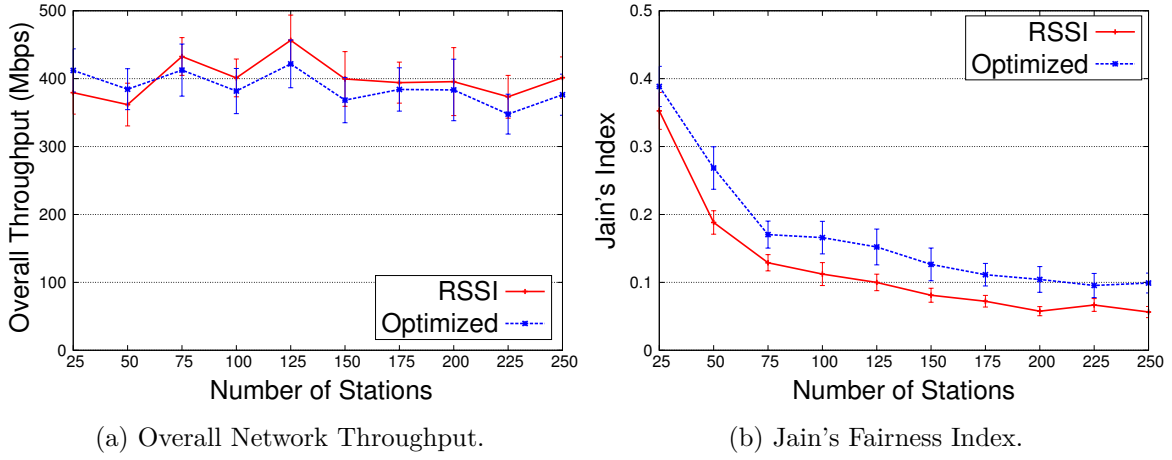 500
400
300
200
100
0
25 50 75 100 125 150 175 200 225 250
Overall Throughput (Mbps)
Number of Stations
RSSI
Optimized
(a) Overall Network Throughput.
0.5
0.4
0.3
0.2
0.1
0
25 50 75 100 125 150 175 200 225 250
Jain's Index
Number of Stations
RSSI
Optimized
(b) Jain's Fairness Index.